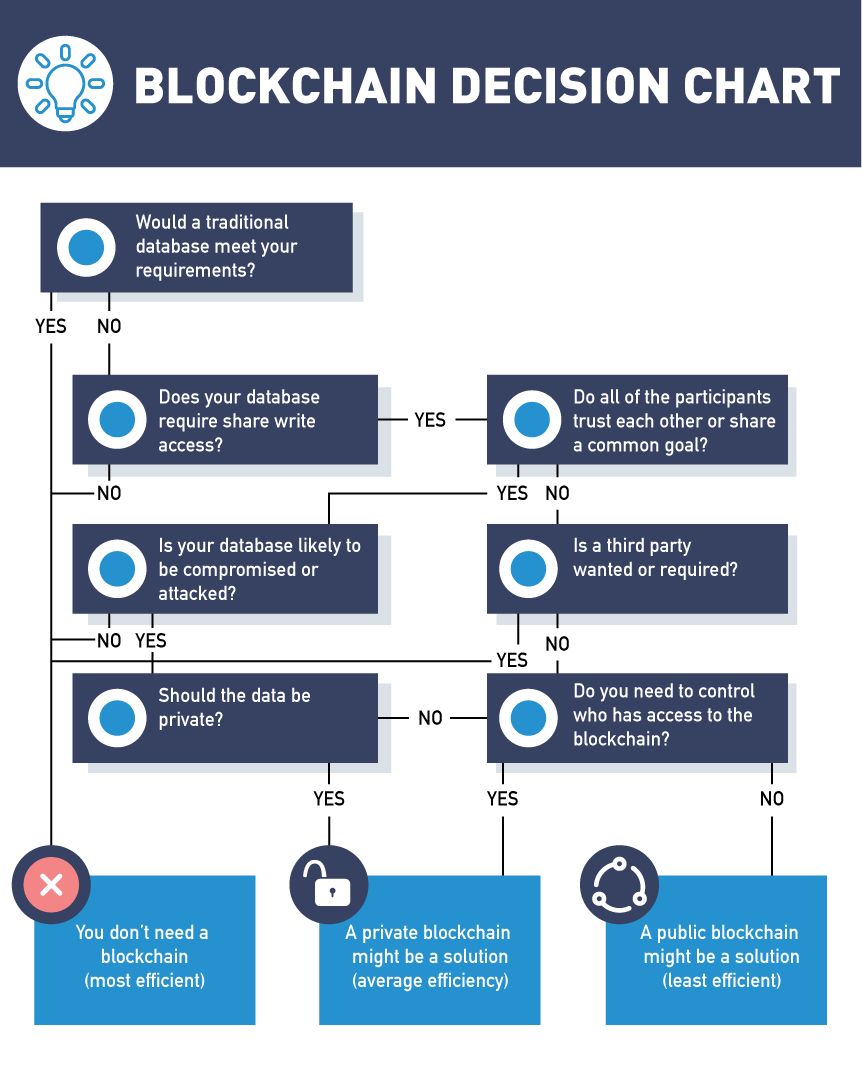 BLOCKCHAIN DECISION CHART
Would a traditional
database meet your
requirements?
YES
NO
Does your database
require share write
access?
YES
Do all of the participants
trust each other or share
a common goal?
NO
YES
NO
Is your database likely to
be compromised or
attacked?
Is a third party
wanted or required?
NO
YES
YES
NO
Should the data be
private?
NO
Do you need to control
who has access to the
blockchain?
YES
YES
NO
You don't need a
blockchain
(most efficient)
A private blockchain
might be a solution
(average efficiency)
A public blockchain
might be a solution
(least efficient)